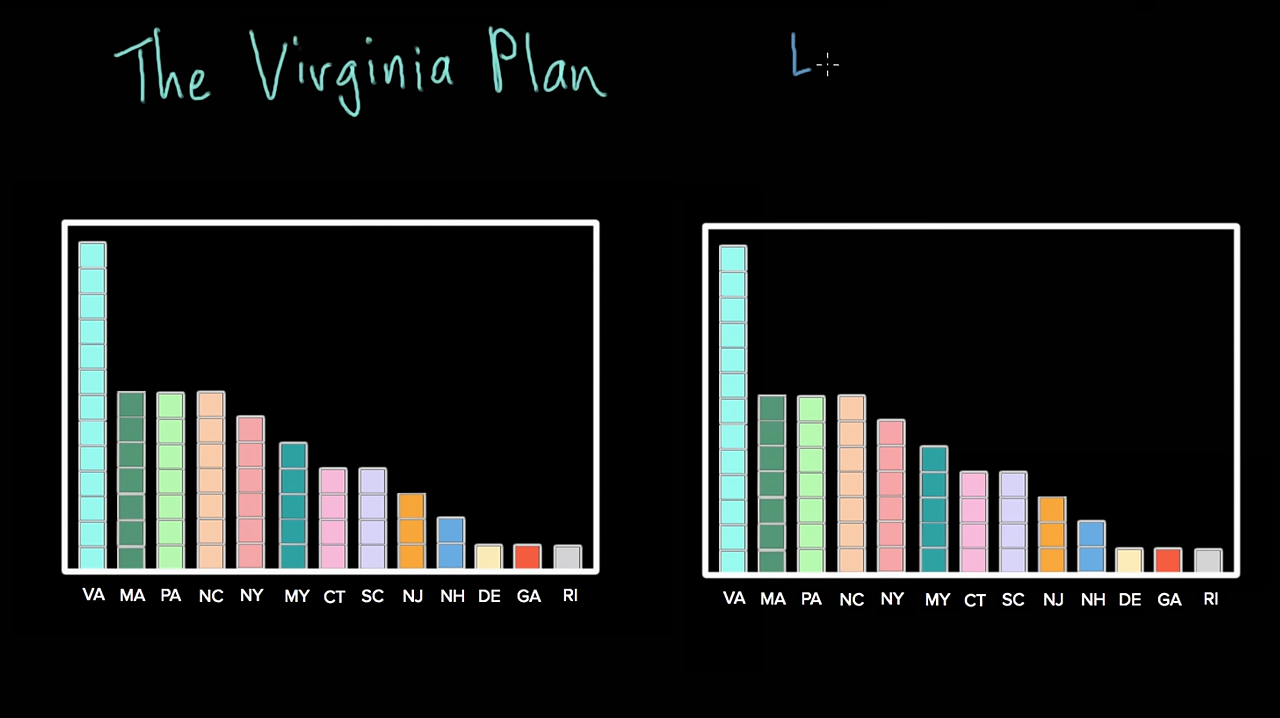 The Virginia Plan
L
VA MA PA NC NY MY CT SC NJ NH DE GA RI
VA MA PA NC NY MY CT SC NJ NH DE GA RI